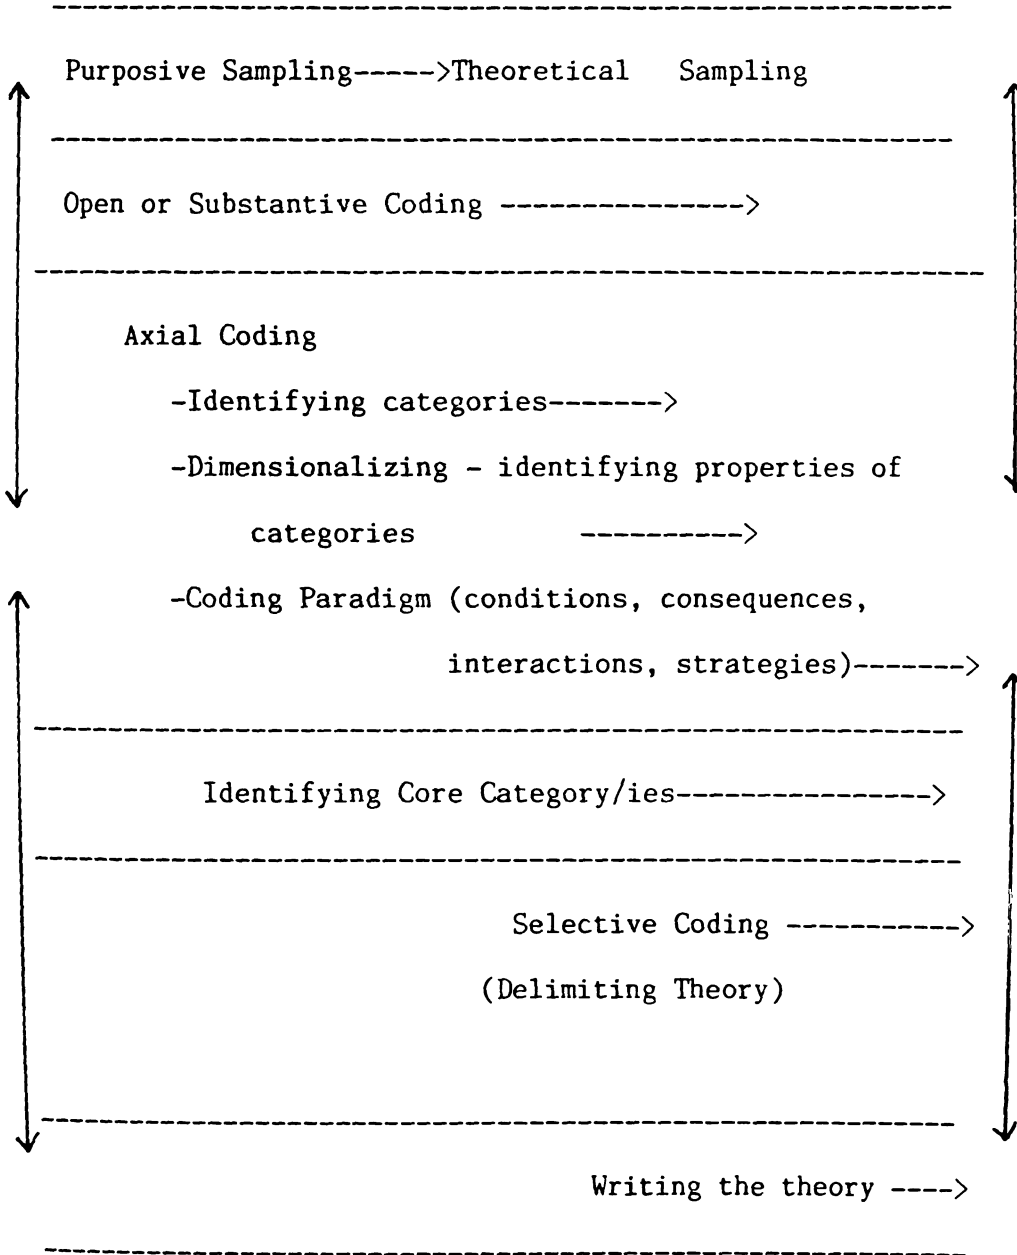 Purposive Sampling----->Theoretical Sampling
Open or Substantive Coding --------------->
Axial Coding
-Identifying categories------->
-Dimensionalizing - identifying properties of
categories ---------->
-Coding Paradigm (conditions, consequences,
interactions, strategies)------->
Identifying Core Category/ies---------------->
Selective Coding ----------->
(Delimiting Theory)
Writing the theory ---->